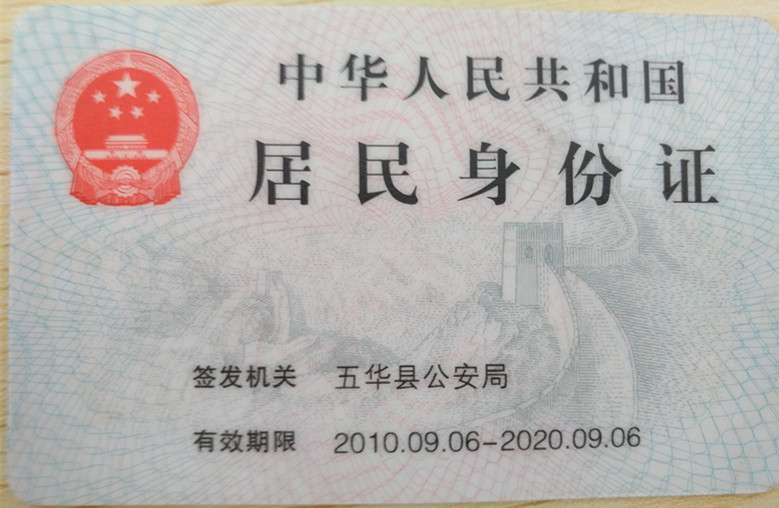 中华人民共和国
居民身份证
签发机关 五华县公安局
有效期限 2010.09.06-2020.09.06